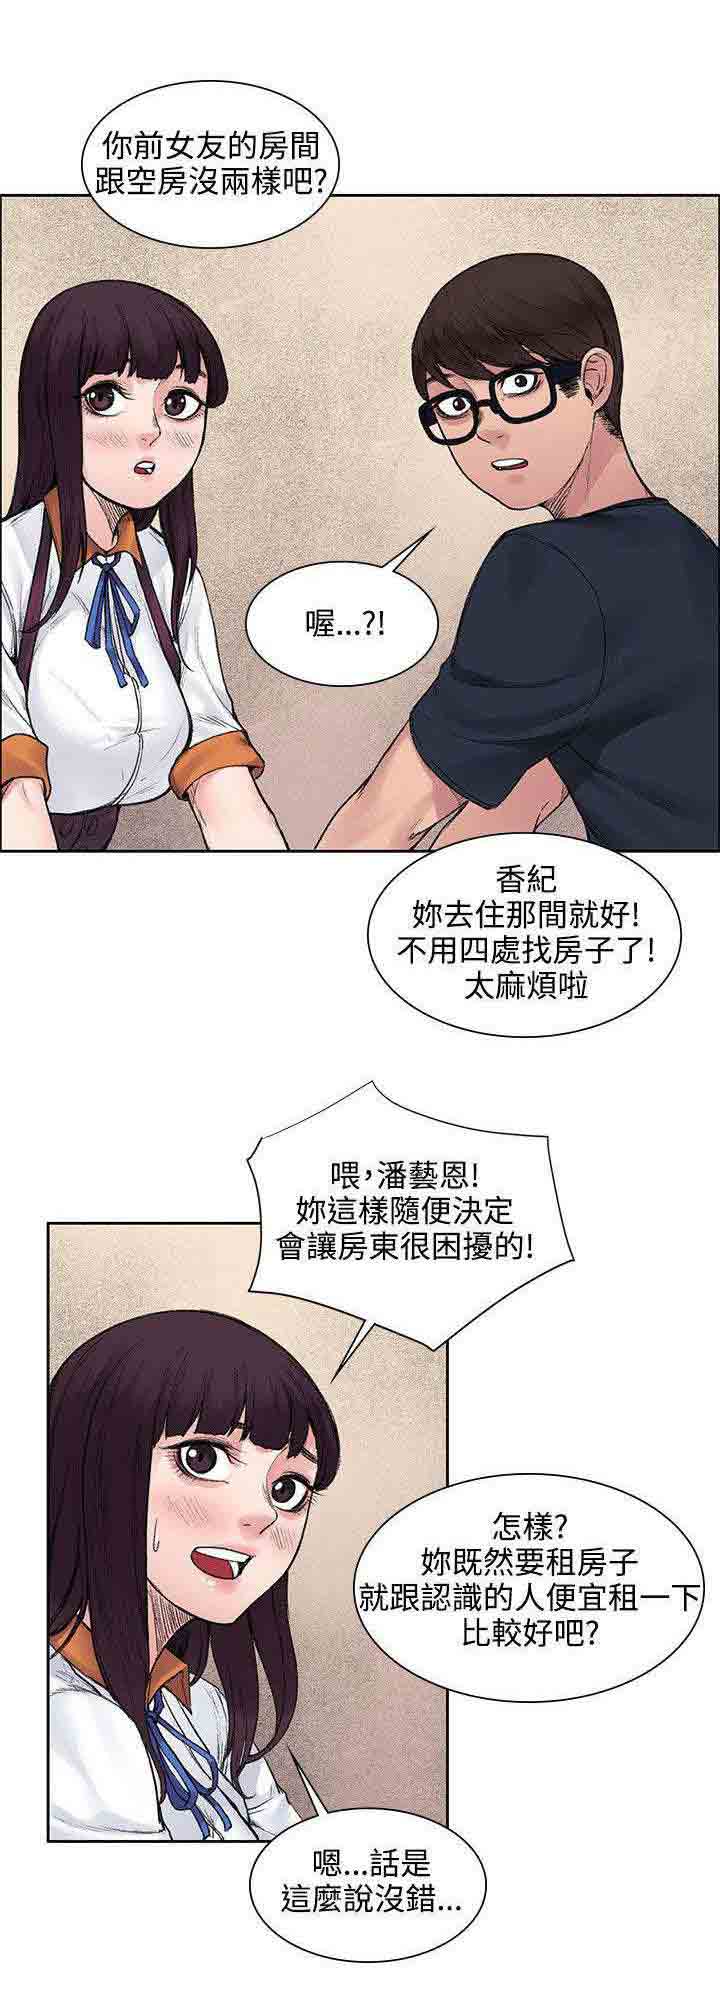 你前女友的房間
跟空房沒兩樣吧?
喔...?!
香紀
妳去住那間就好!
不用四處找房子了!
太麻煩啦
喂，潘藝恩!
妳這樣隨便決定
會讓房東很困擾的!
怎樣?
妳既然要租房子
就跟認識的人便宜租一下
比較好吧?
嗯...話是
這麼說沒錯...